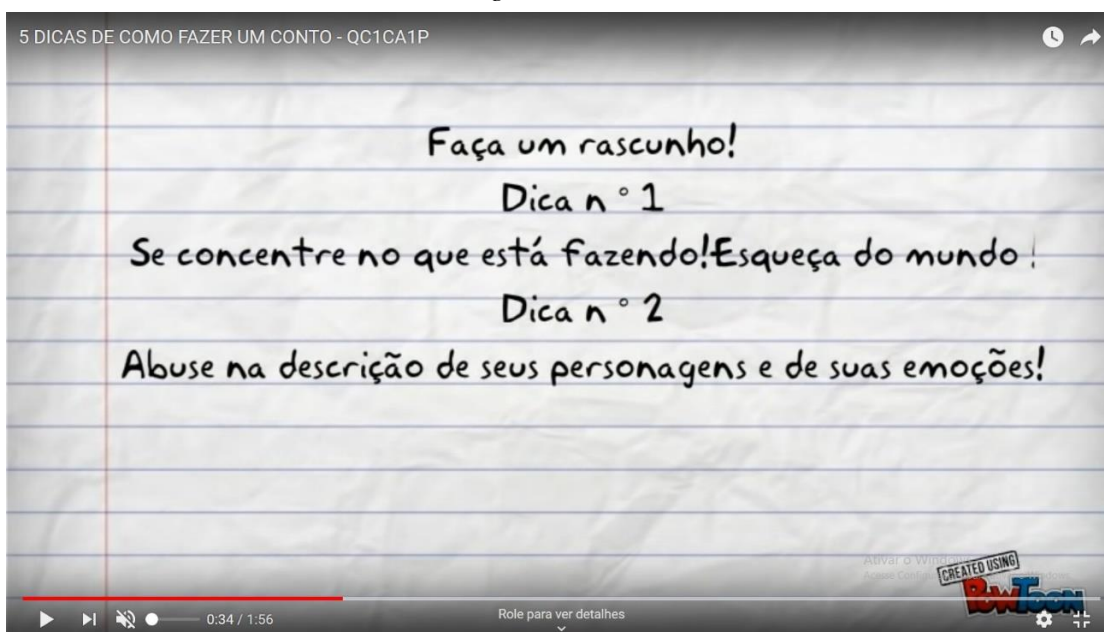 5 DICAS DE COMO FAZER UM CONTO - QC1CA1P
Faça um rascunho!
Dica n° 1
Se concentre no que está fazendo!Esqueça do mundo !
Dica n° 2
Abuse na descrição de seus personagens e de suas emoções!
Ativar o Windows
CREATED USING
POWTOON
0:34 / 1:56
Role para ver detalhes